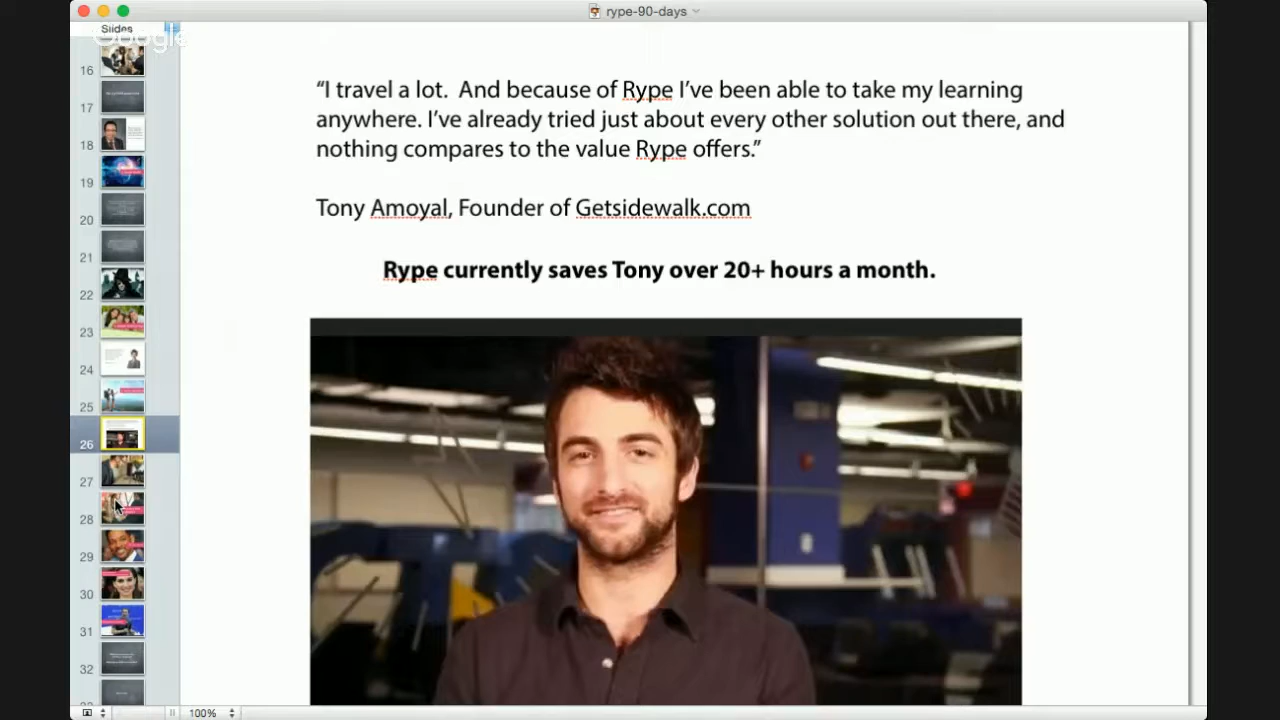 rype-90-days
Slides
Google
“I travel a lot.  And because of Rype I’ve been able to take my learning
anywhere. I’ve already tried just about every other solution out there, and
nothing compares to the value Rype offers.”
Tony Amoyal, Founder of Getsidewalk.com
Rype currently saves Tony over 20+ hours a month.
16
17
18
19
20
21
22
23
24
25
26
27
28
29
30
31
32
100%